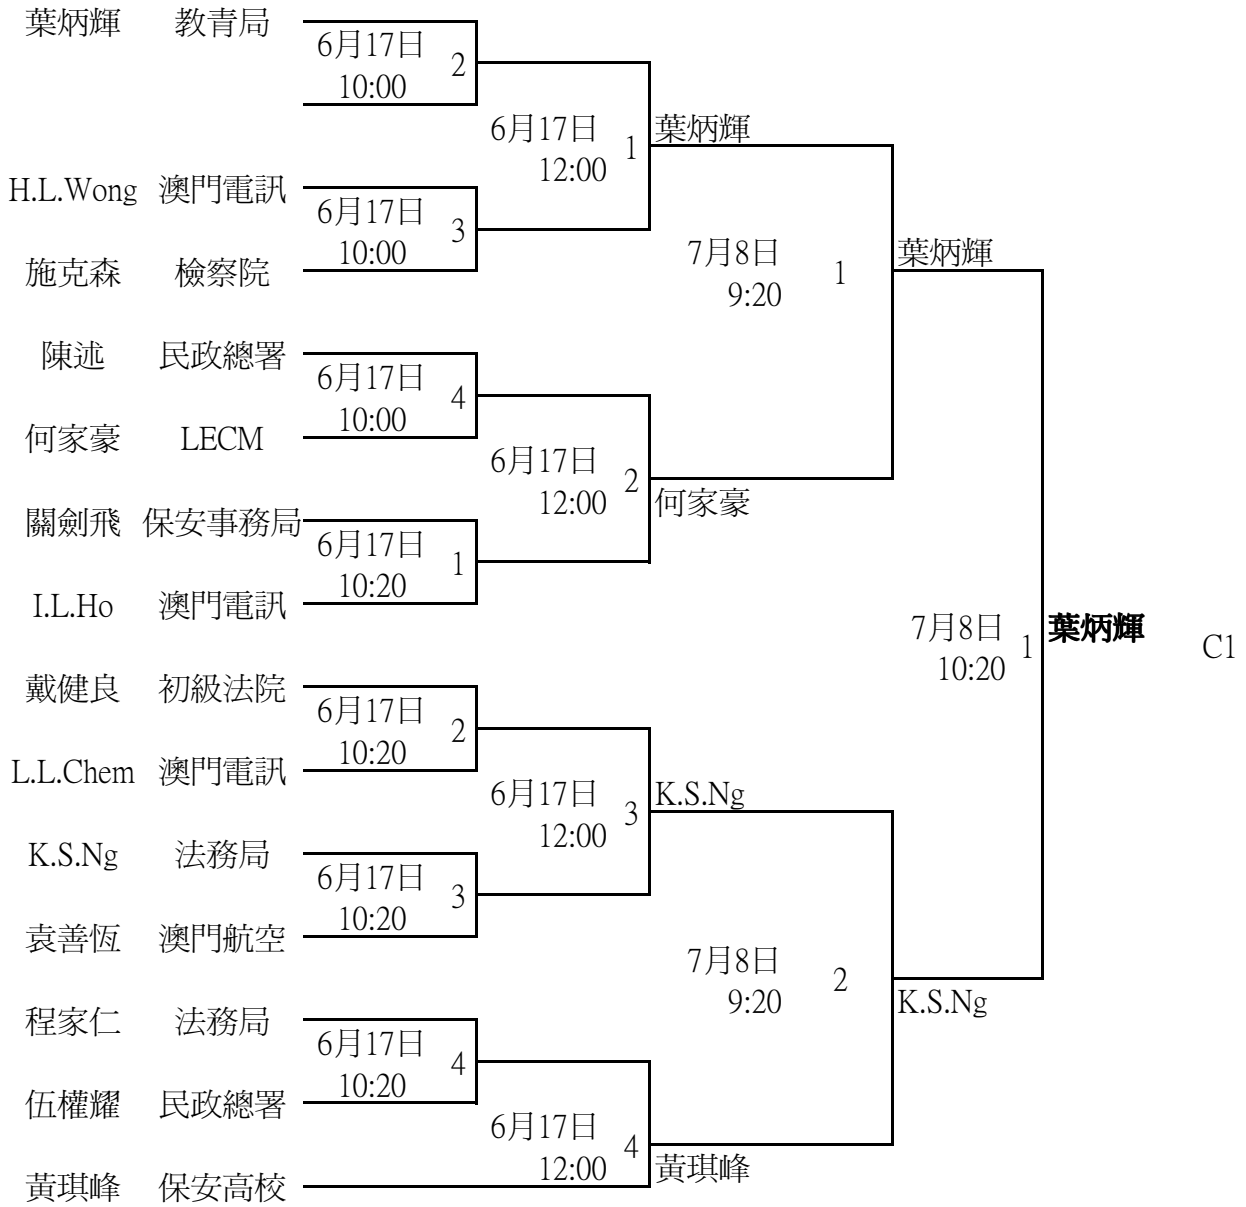 葉炳輝 教青局
6月17日
10:00
2
6月17日
12:00
1
葉炳輝
H.L.Wong 澳門電訊
6月17日
10:00
3
施克森 檢察院
7月8日
9:20
1
葉炳輝
陳述 民政總署
6月17日
10:00
4
何家豪 LECM
6月17日
12:00
2
何家豪
關劍飛 保安事務局
6月17日
10:20
1
I.L.Ho 澳門電訊
7月8日
10:20
1
葉炳輝
C1
戴健良 初級法院
6月17日
10:20
2
L.L.Chem 澳門電訊
6月17日
12:00
3
K.S.Ng
K.S.Ng 法務局
6月17日
10:20
3
袁善恆 澳門航空
7月8日
9:20
2
K.S.Ng
程家仁 法務局
6月17日
10:20
4
伍權耀 民政總署
6月17日
12:00
4
黃琪峰
黃琪峰 保安高校